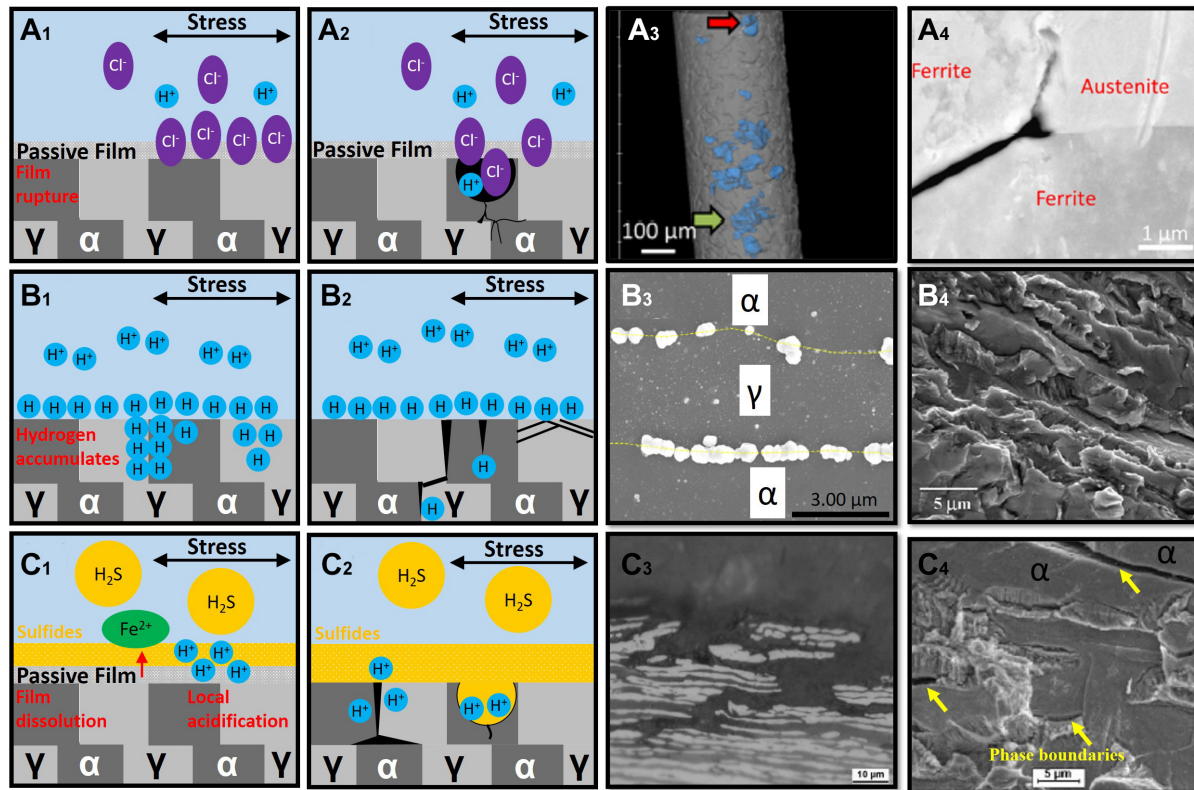 A1
Stress
Cl-
Cl-
H+
H+
Cl-
Cl-
Cl-
Cl-
Passive Film
Film
rupture
γ α γ α γ
A2
Stress
Cl-
Cl-
H+
H+
Cl-
Cl-
Passive Film
Cl-
H+
γ α γ α γ
A3
100 µm
A4
Ferrite
Austenite
Ferrite
1 µm
B1
Stress
H+ H+ H+ H+ H+ H+
H H H H H H H H H
H H H H H
Hydrogen
accumulates
H H H
H H
γ α γ α γ
B2
Stress
H+ H+ H+ H+ H+ H+
H H H H H H H H H
H
H
γ α γ α γ
B3
α
γ
α
3.00 µm
B4
5 µm
C1
Stress
H2S
H2S
Fe2+
Sulfides
H+ H+ H+ H+ H+
Passive Film
Film
dissolution
Local
acidification
γ α γ α γ
C2
Stress
H2S
H2S
Sulfides
H+
H+ H+
H+ H+
γ α γ α γ
C3
10 µm
C4
α
α
Phase boundaries
5 µm